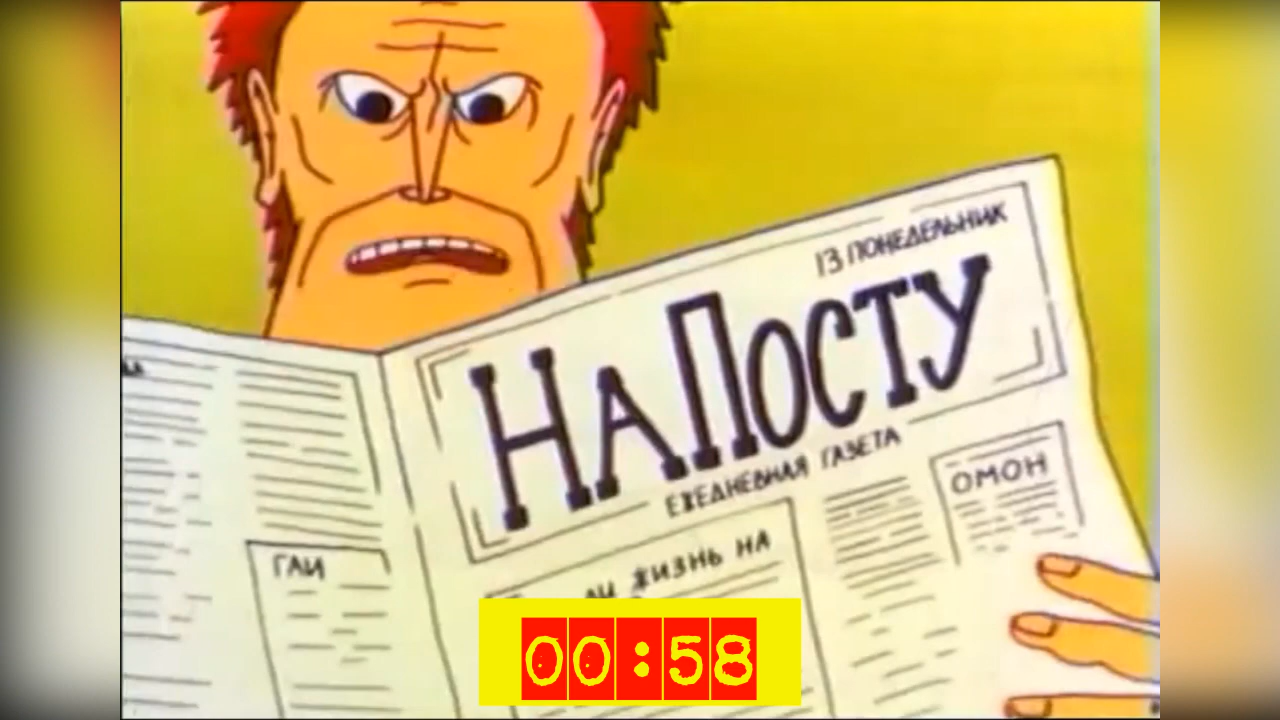 13 ПОНЕДЕЛЬНИК
НА ПОСТУ
ЕЖЕДНЕВНАЯ ГАЗЕТА
ОМОН
ГАИ
ЖИЗНЬ НА
00:58